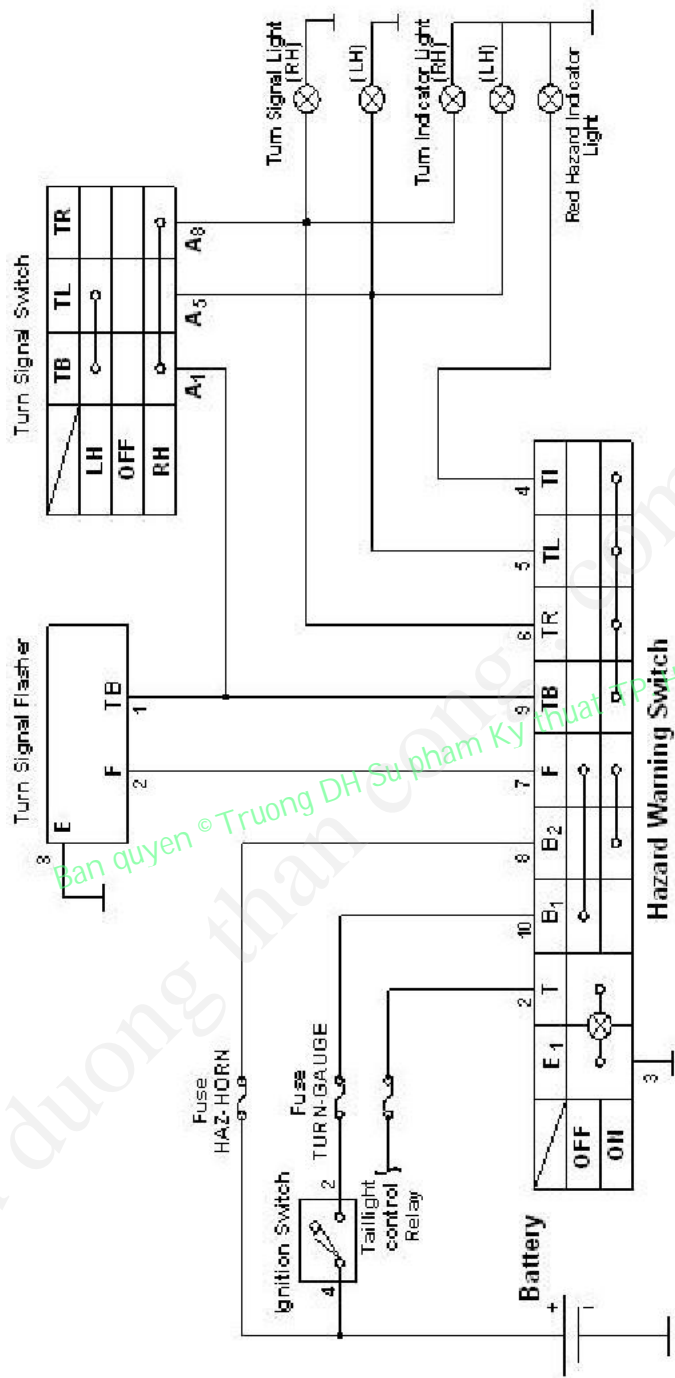 Turn Signal Flasher
E
F
TB
3
2
1
Turn Signal Switch
TB
TL
TR
LH
OFF
RH
A1
A5
A8
Turn Signal Light
(RH)
(LH)
Turn Indicator Light
(RH)
(LH)
Red Hazard Indicator
Light
Fuse
HAZ-HORN
Fuse
TURN-GAUGE
Ignition Switch
4
2
Taillight
control
Relay
Battery
+
−
2
10
8
7
9
6
5
4
E1
T
B1
B2
F
TB
TR
TL
TI
OFF
ON
3
Hazard Warning Switch
Ban quyen © Truong DH Su pham Ky thuat TP. H
duong than cong . com